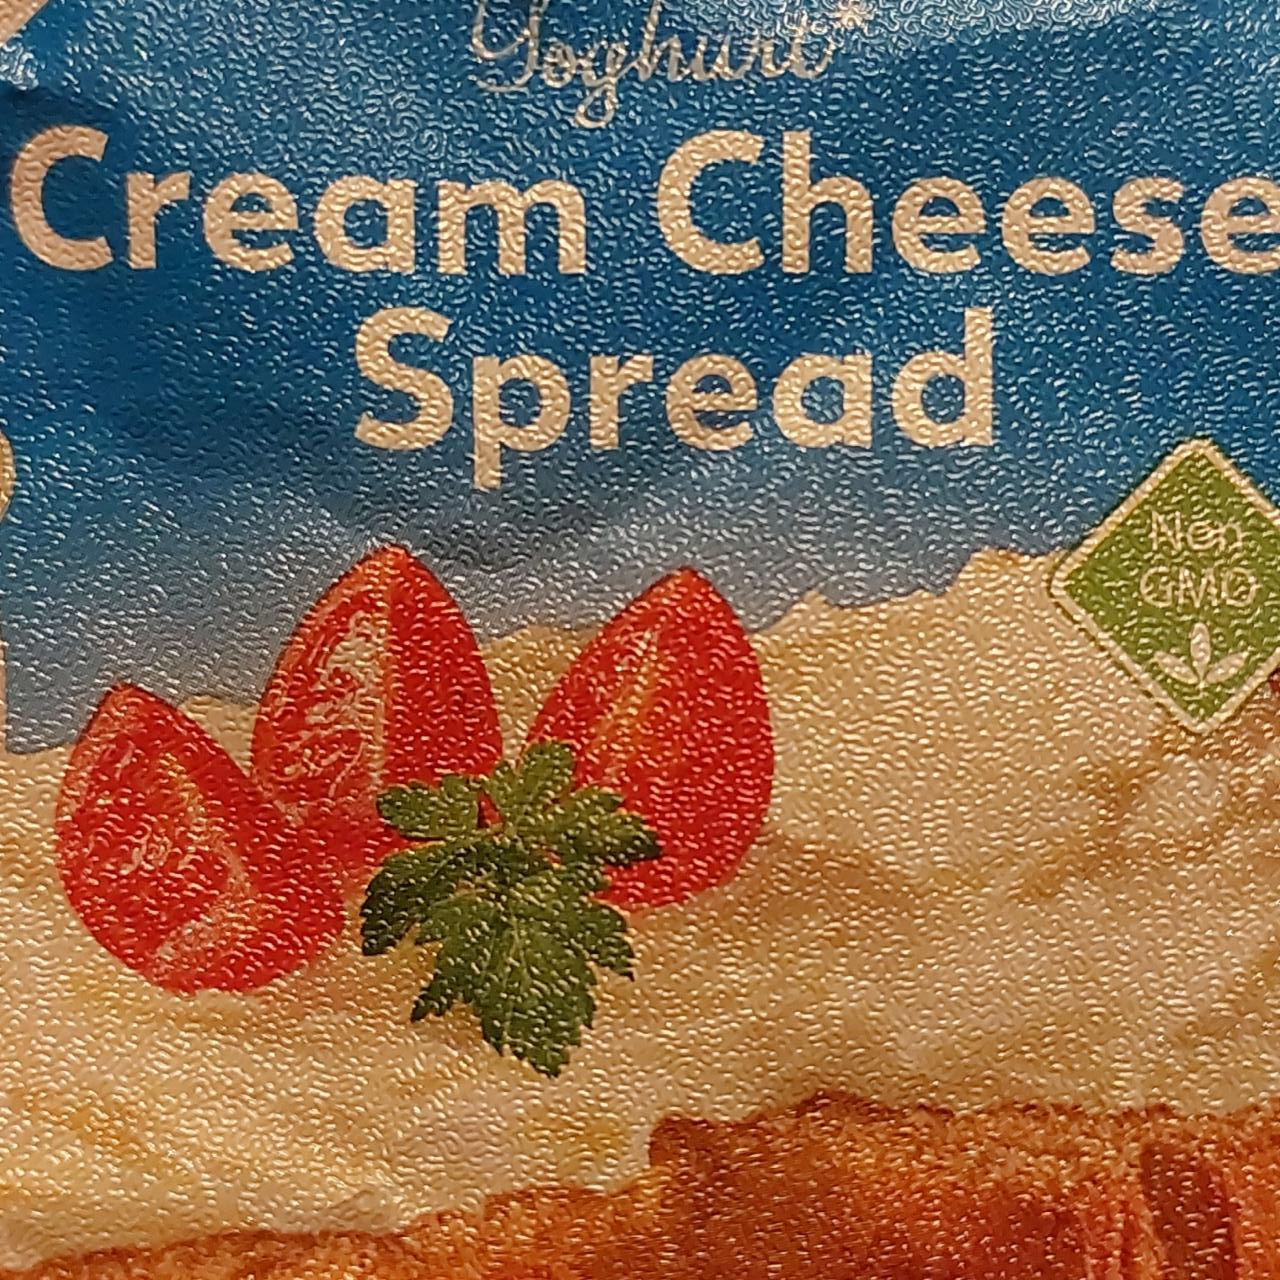 Yoghurt*
Cream Cheese
Spread
Non
GMO